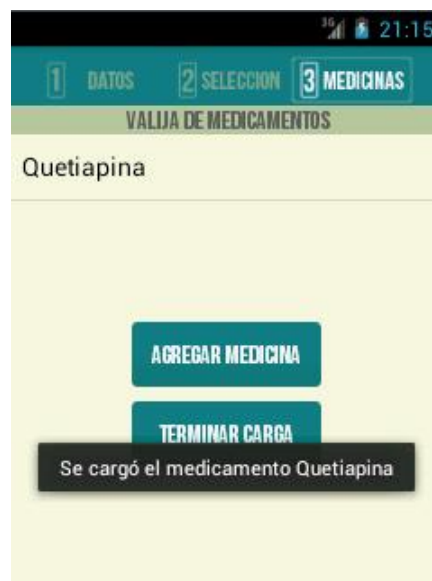 3G 21:15
1 DATOS 2 SELECCION 3 MEDICINAS
VALIJA DE MEDICAMENTOS
Quetiapina
AGREGAR MEDICINA
TERMINAR CARGA
Se cargó el medicamento Quetiapina